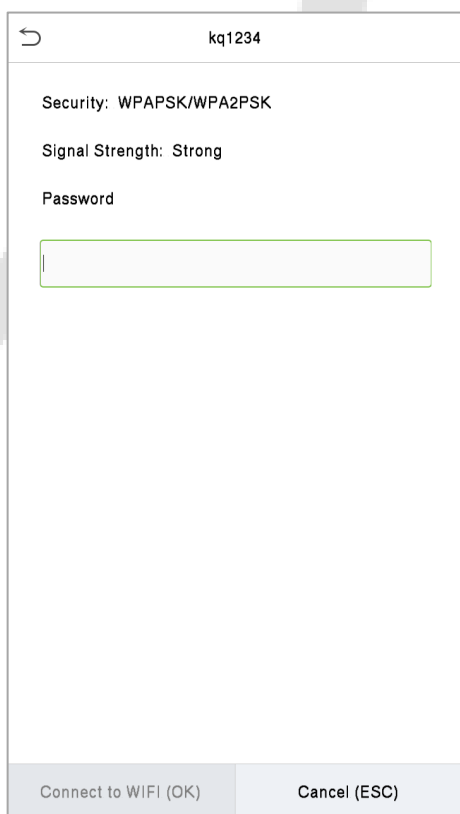 kq1234
Security: WPAPSK/WPA2PSK
Signal Strength: Strong
Password
Connect to WIFI (OK) Cancel (ESC)